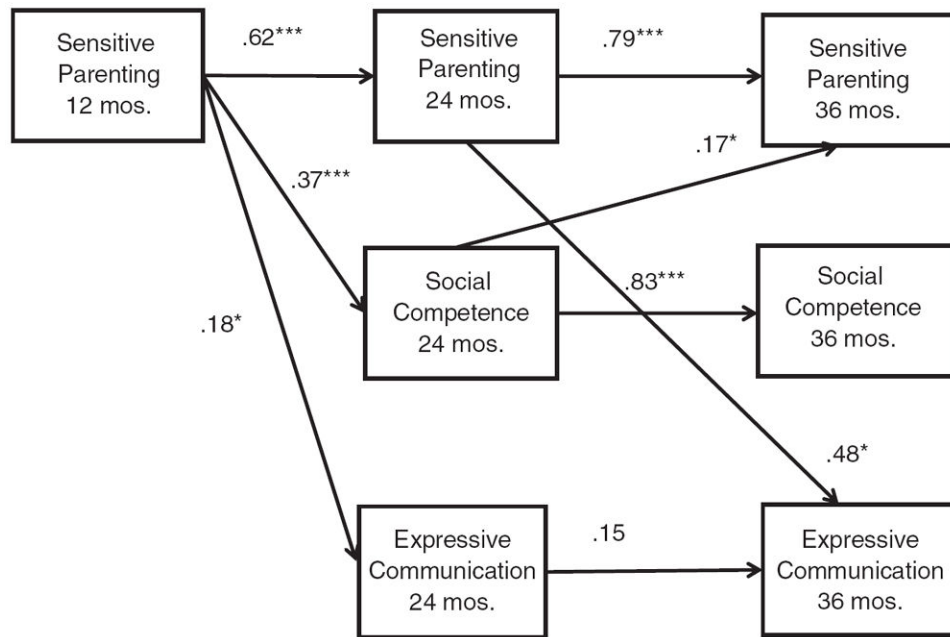 Sensitive
Parenting
12 mos.
.62***
Sensitive
Parenting
24 mos.
.79***
Sensitive
Parenting
36 mos.
.37***
.17*
.18*
Social
Competence
24 mos.
.83***
Social
Competence
36 mos.
.48*
Expressive
Communication
24 mos.
.15
Expressive
Communication
36 mos.